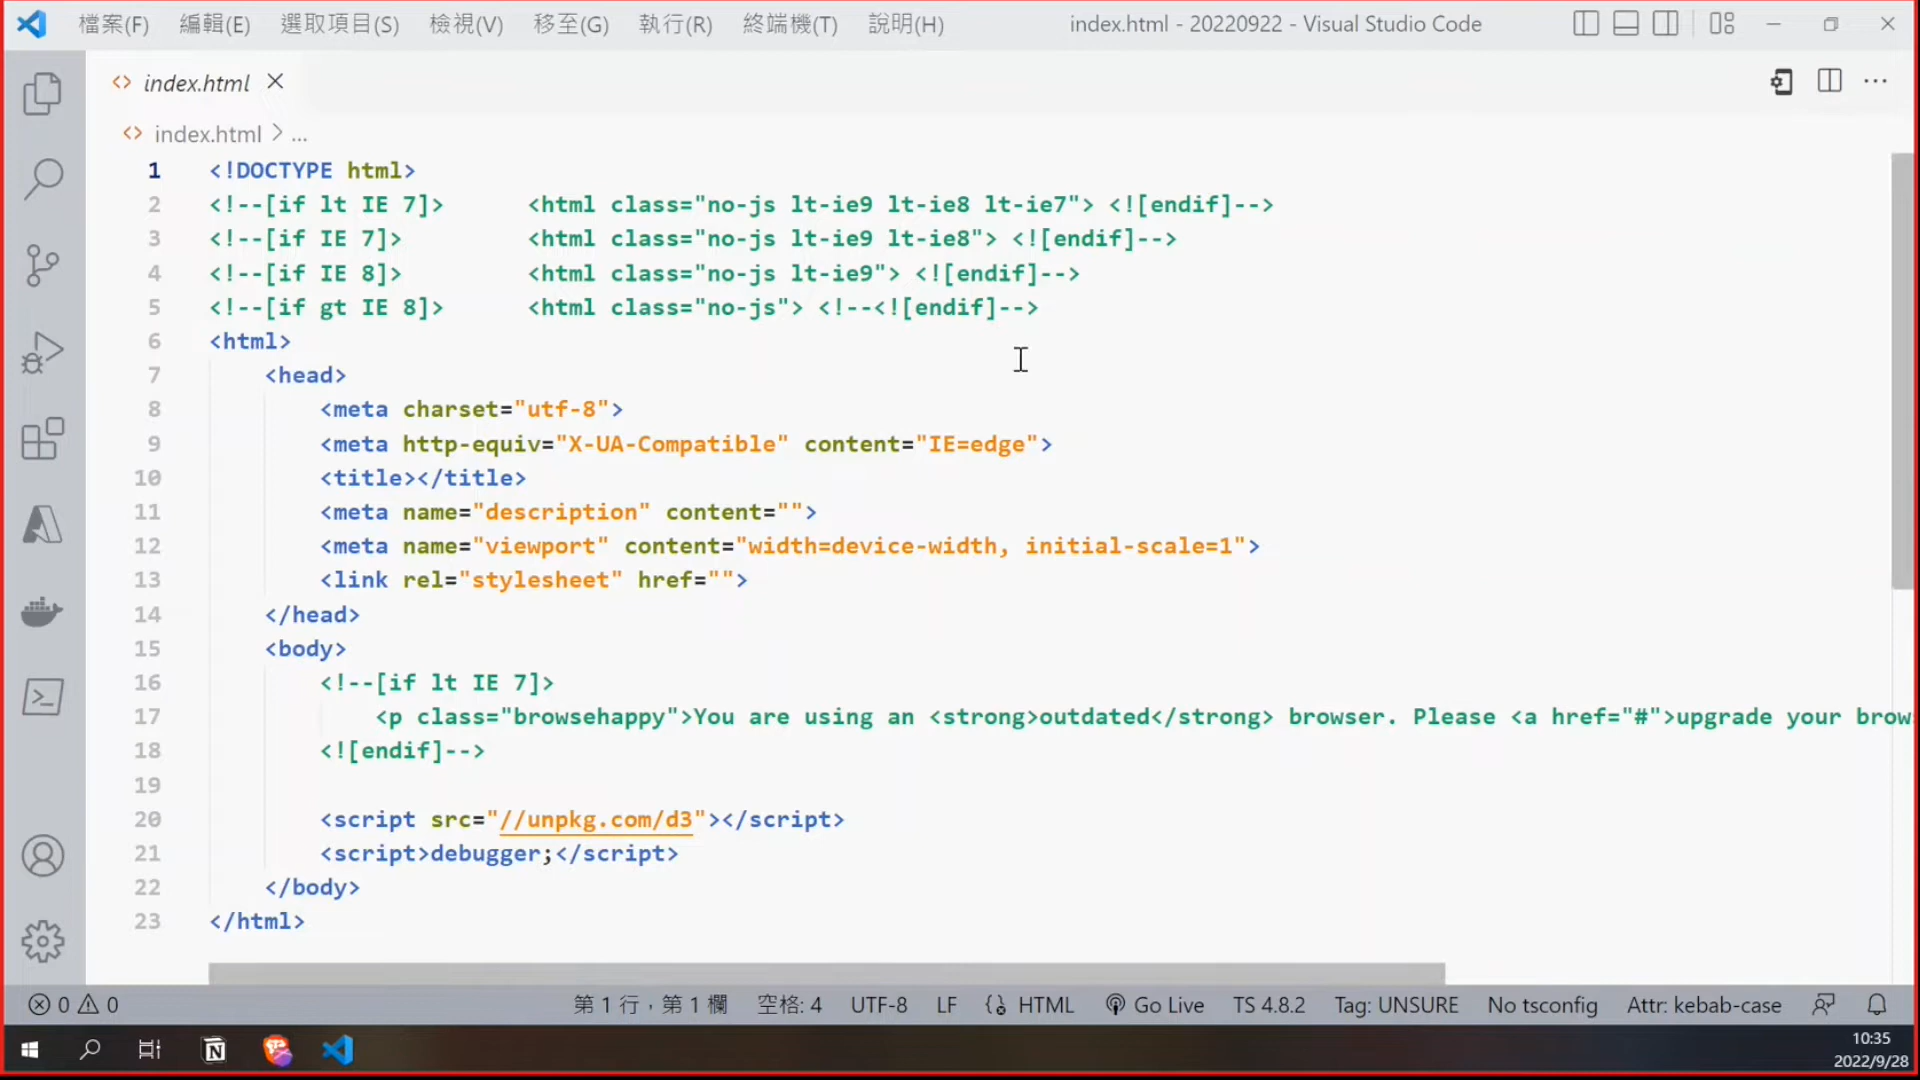 檔案(F) 編輯(E) 選取項目(S) 檢視(V) 移至(G) 執行(R) 終端機(T) 說明(H) index.html - 20220922 - Visual Studio Code
index.html
index.html > ...
1 <!DOCTYPE html>
2 <!--[if lt IE 7]>      <html class="no-js lt-ie9 lt-ie8 lt-ie7"> <![endif]-->
3 <!--[if IE 7]>         <html class="no-js lt-ie9 lt-ie8"> <![endif]-->
4 <!--[if IE 8]>         <html class="no-js lt-ie9"> <![endif]-->
5 <!--[if gt IE 8]>      <html class="no-js"> <!--<![endif]-->
6 <html>
7     <head>
8         <meta charset="utf-8">
9         <meta http-equiv="X-UA-Compatible" content="IE=edge">
10         <title></title>
11         <meta name="description" content="">
12         <meta name="viewport" content="width=device-width, initial-scale=1">
13         <link rel="stylesheet" href="">
14     </head>
15     <body>
16         <!--[if lt IE 7]>
17             <p class="browsehappy">You are using an <strong>outdated</strong> browser. Please <a href="#">upgrade your brow
18         <![endif]-->
19
20         <script src="//unpkg.com/d3"></script>
21         <script>debugger;</script>
22     </body>
23 </html>
0 0 第 1 行，第 1 欄 空格: 4 UTF-8 LF HTML Go Live TS 4.8.2 Tag: UNSURE No tsconfig Attr: kebab-case
10:35
2022/9/28